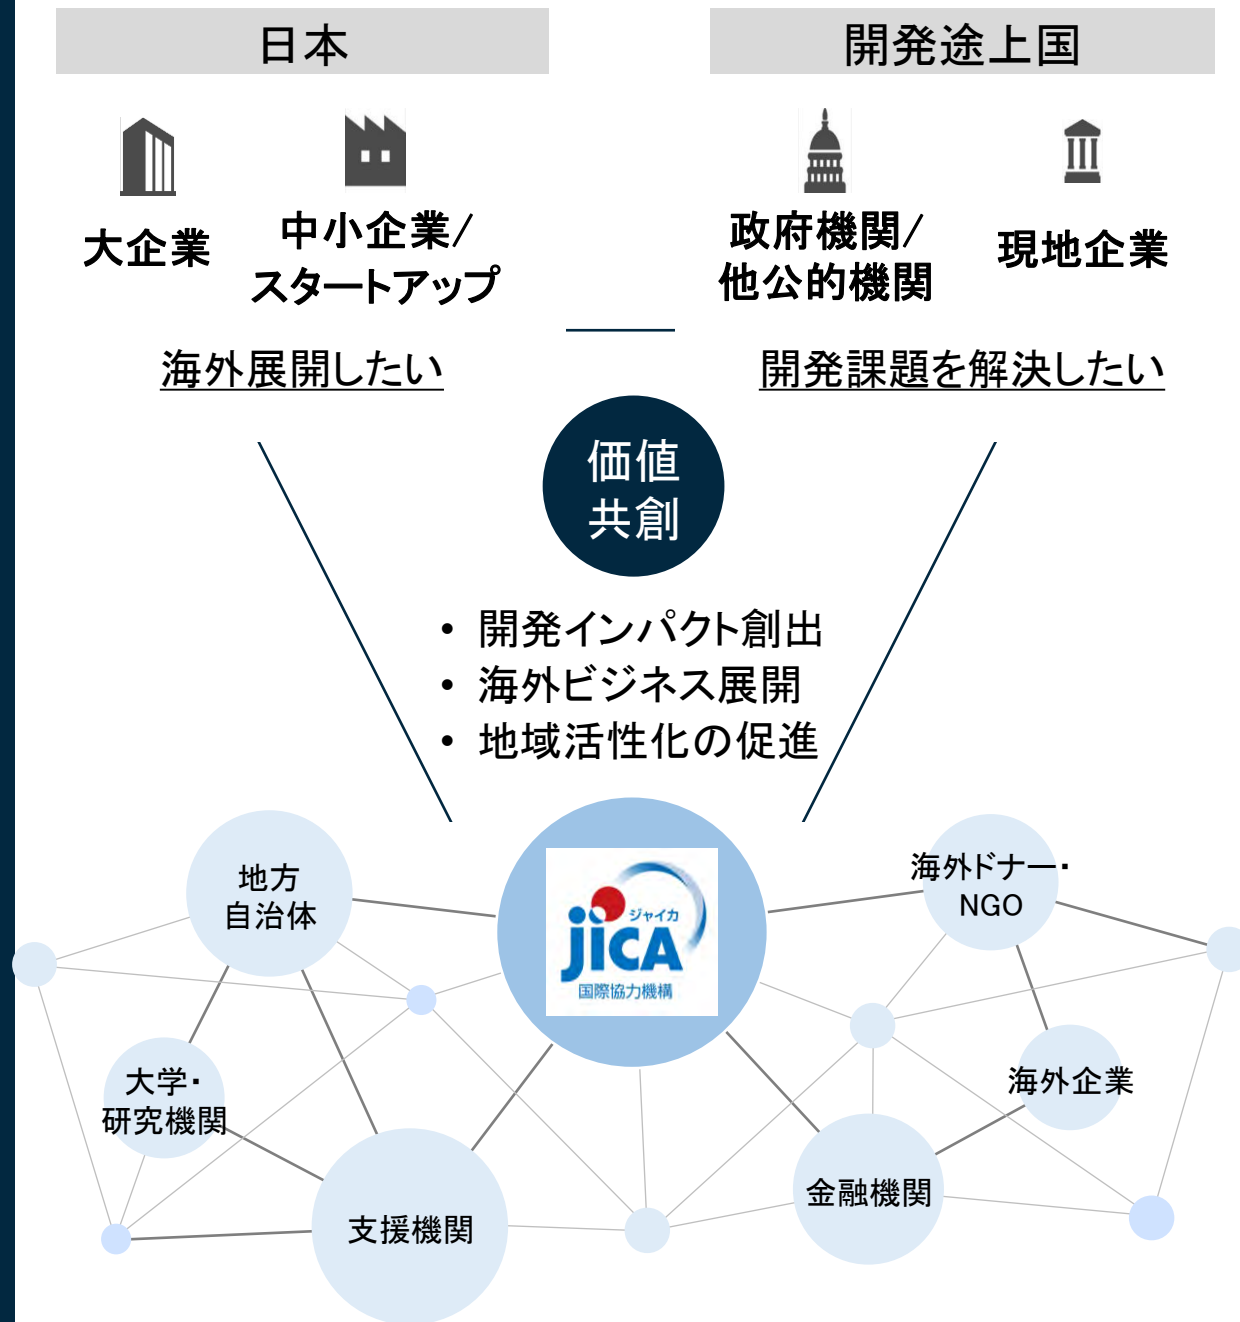 日本
開発途上国
大企業
中小企業/
スタートアップ
政府機関/
他公的機関
現地企業
海外展開したい
開発課題を解決したい
価値
共創
• 開発インパクト創出
• 海外ビジネス展開
• 地域活性化の促進
地方
自治体
ジャイカ
JICA
国際協力機構
海外ドナー・
NGO
大学・
研究機関
海外企業
支援機関
金融機関